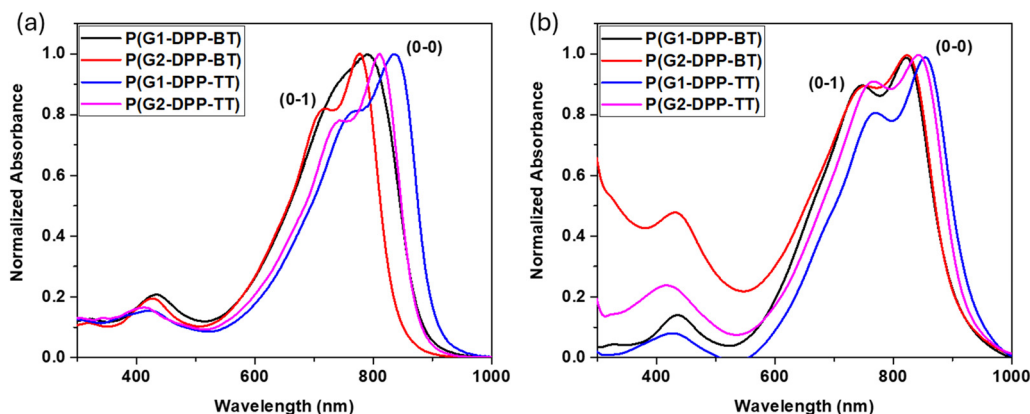 (a)
P(G1-DPP-BT)
P(G2-DPP-BT)
P(G1-DPP-TT)
P(G2-DPP-TT)
(0-0)
(0-1)
Normalized Absorbance
1.0
0.8
0.6
0.4
0.2
0.0
400 600 800 1000
Wavelength (nm)
(b)
P(G1-DPP-BT)
P(G2-DPP-BT)
P(G1-DPP-TT)
P(G2-DPP-TT)
(0-0)
(0-1)
Normalized Absorbance
1.0
0.8
0.6
0.4
0.2
0.0
400 600 800 1000
Wavelength (nm)